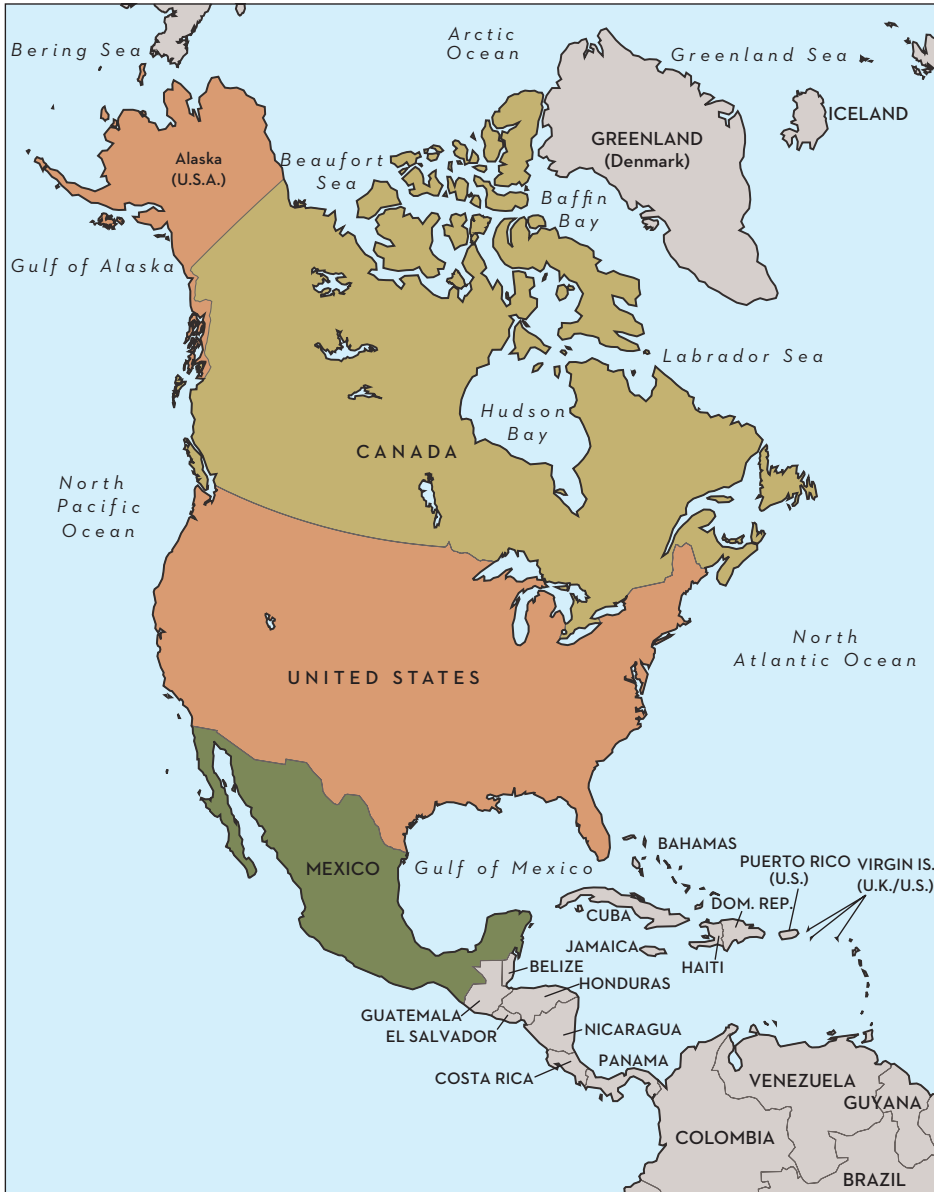 Bering Sea
Arctic
Ocean
Greenland Sea
ICELAND
GREENLAND
(Denmark)
Alaska
(U.S.A.)
Beaufort
Sea
Baffin
Bay
Gulf of Alaska
Labrador Sea
Hudson
Bay
CANADA
North
Pacific
Ocean
North
Atlantic Ocean
UNITED STATES
MEXICO
Gulf of Mexico
BAHAMAS
PUERTO RICO
(U.S.)
VIRGIN IS.
(U.K./U.S.)
CUBA
DOM. REP.
JAMAICA
HAITI
BELIZE
HONDURAS
GUATEMALA
EL SALVADOR
NICARAGUA
COSTA RICA
PANAMA
VENEZUELA
GUYANA
COLOMBIA
BRAZIL